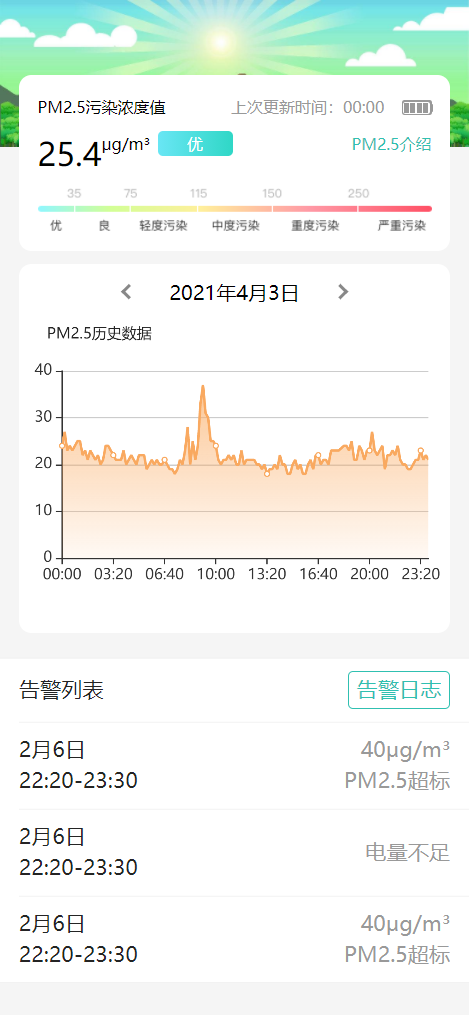 PM2.5污染浓度值 上次更新时间：00:00
25.4μg/m³ 优 PM2.5介绍
35 75 115 150 250
优 良 轻度污染 中度污染 重度污染 严重污染
2021年4月3日
PM2.5历史数据
40
30
20
10
0
00:00 03:20 06:40 10:00 13:20 16:40 20:00 23:20
告警列表 告警日志
2月6日 40μg/m³
22:20-23:30 PM2.5超标
2月6日
22:20-23:30 电量不足
2月6日 40μg/m³
22:20-23:30 PM2.5超标